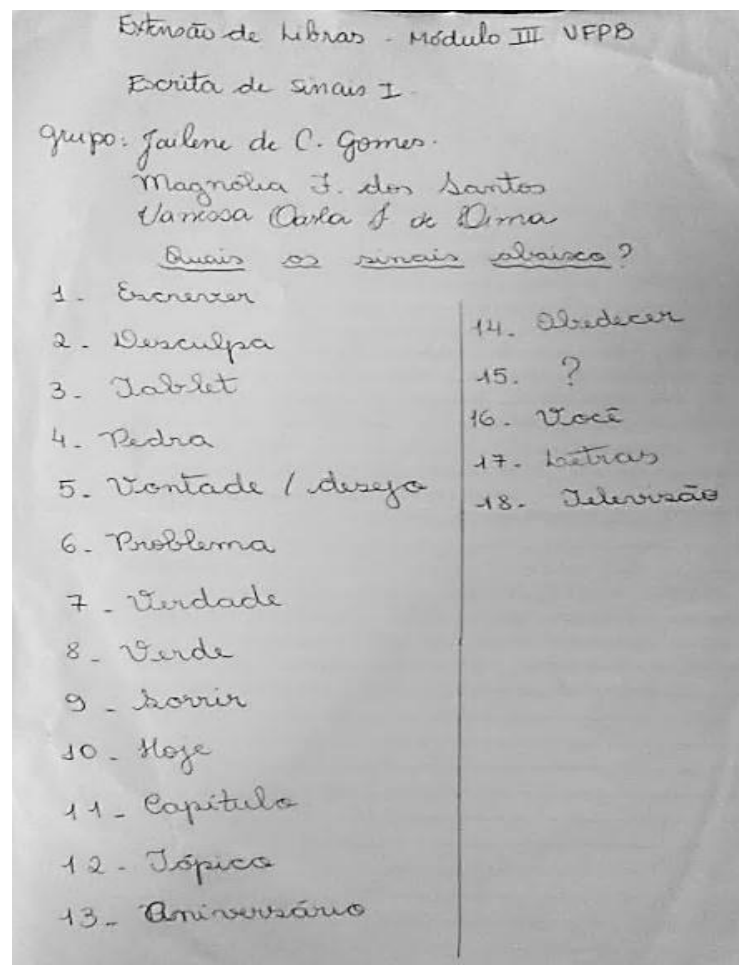 Extensão de Libras - Módulo III UFPB
Escrita de sinais I.
grupo: Jailene de C. Gomes.
Magnólia F. dos Santos
Vanessa Carla de Lima
Quais os sinais abaixo?
1. Escrever
2. Desculpa
3. Tablet
4. Pedra
5. Vontade / desejo
6. Problema
7. Verdade
8. Verde
9. Sorrir
10. Hoje
11. Capítulo
12. Tópico
13. Aniversário
14. Obedecer
15. ?
16. Você
17. Letras
18. Televisão